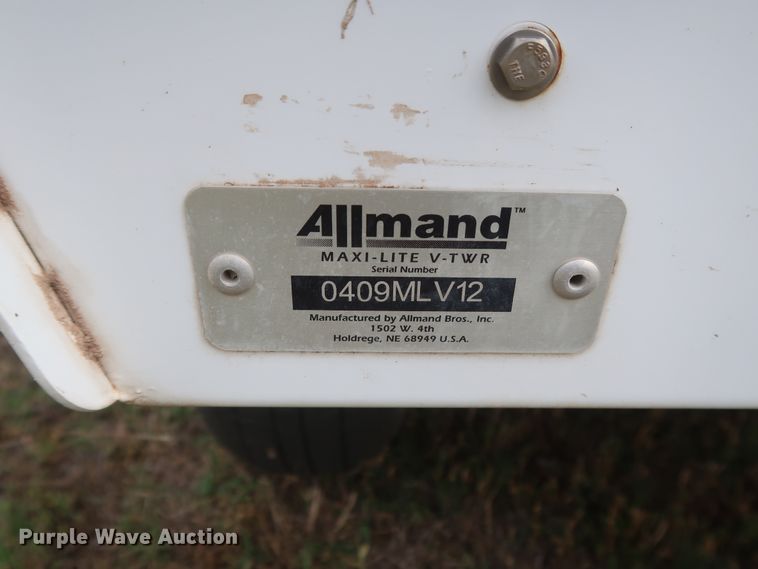 THE
Allmand™
MAXI-LITE V-TWR
Serial Number
0409MLV12
Manufactured by Allmand Bros., Inc.
1502 W. 4th
Holdrege, NE 68949 U.S.A.
Purple Wave Auction